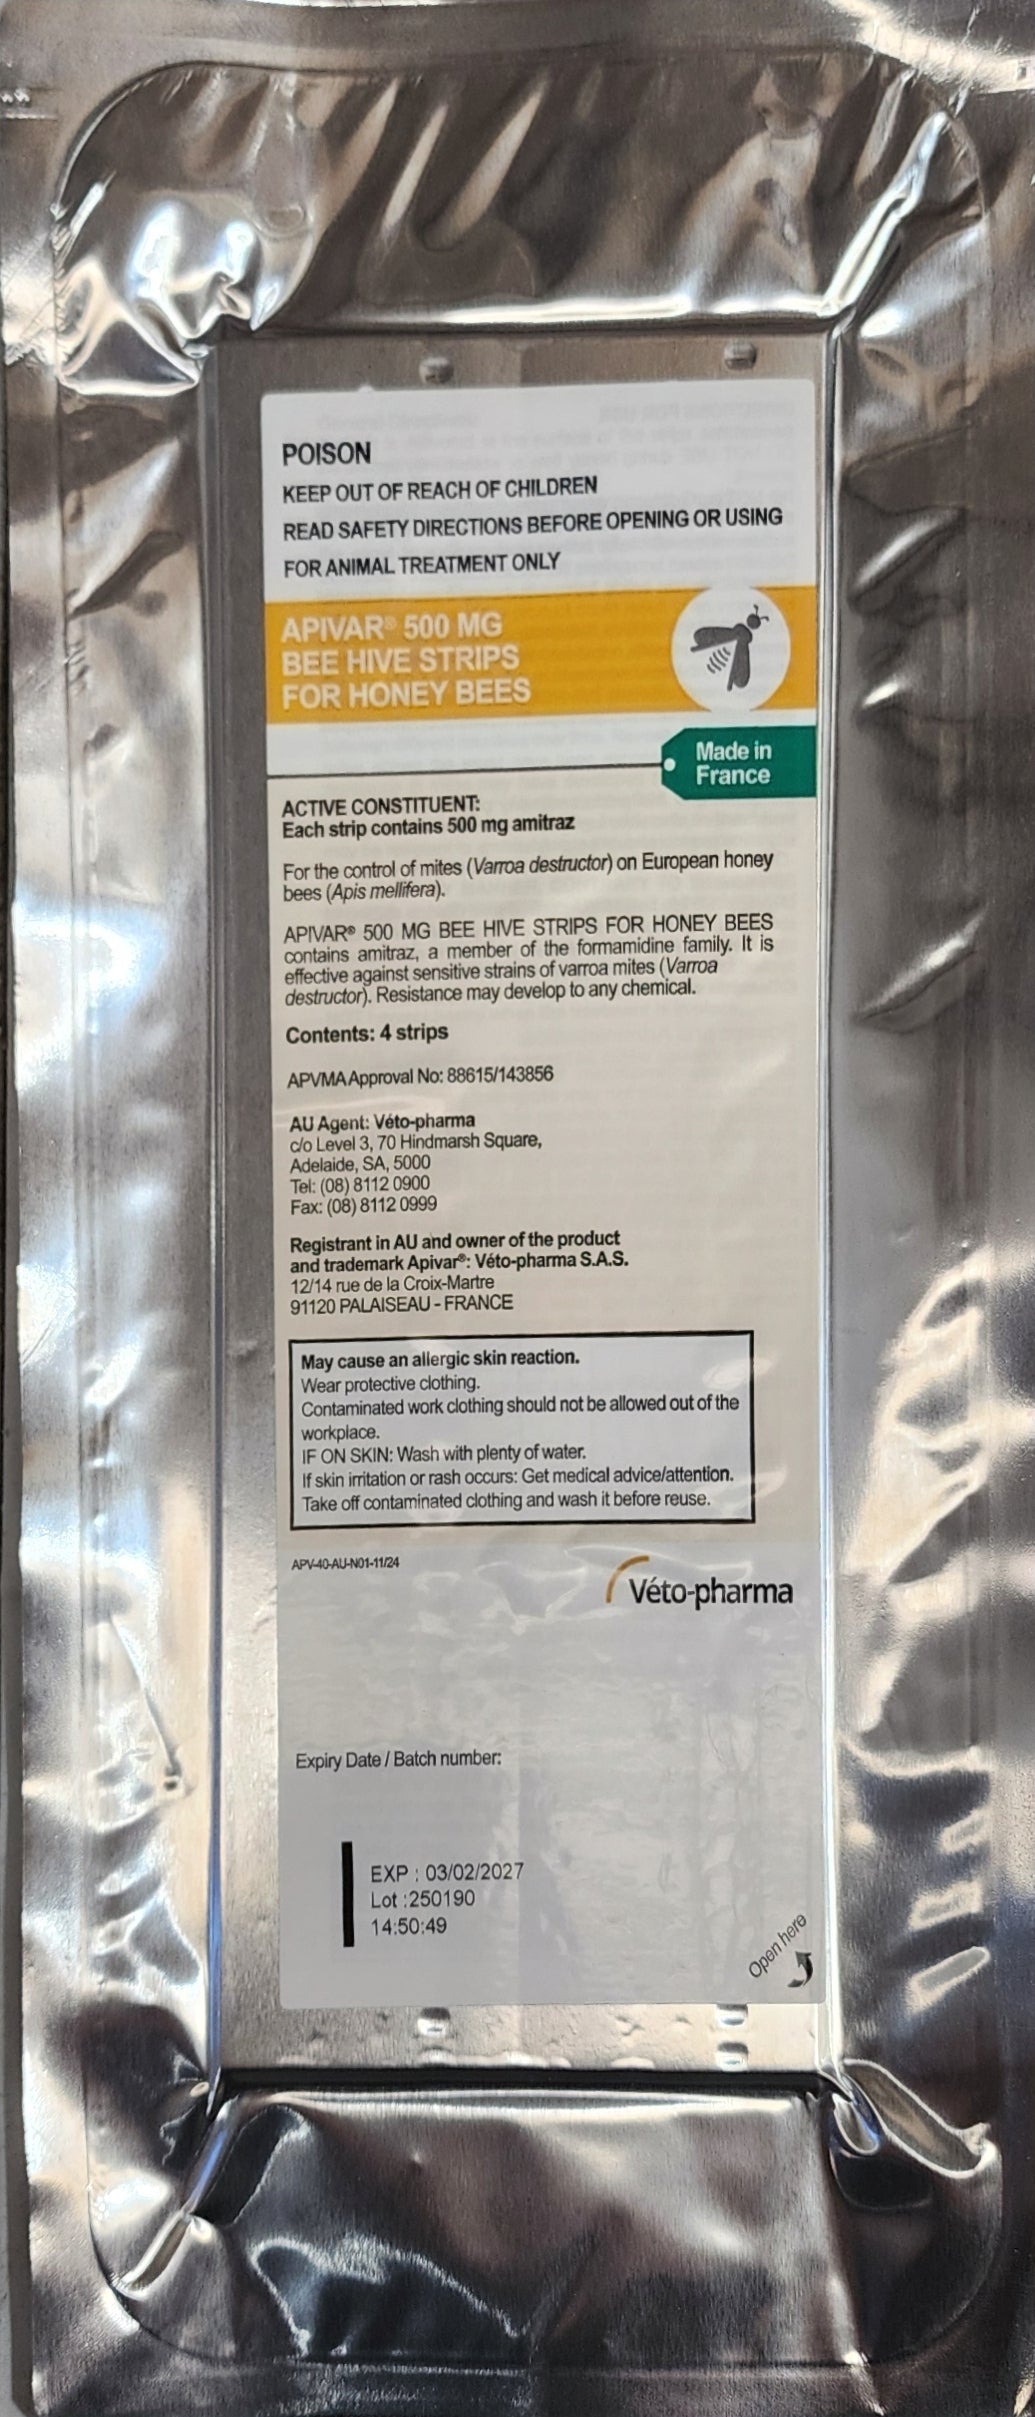 POISON
KEEP OUT OF REACH OF CHILDREN
READ SAFETY DIRECTIONS BEFORE OPENING OR USING
FOR ANIMAL TREATMENT ONLY
APIVAR® 500 MG
BEE HIVE STRIPS
FOR HONEY BEES
Made in
France
ACTIVE CONSTITUENT:
Each strip contains 500 mg amitraz
For the control of mites (Varroa destructor) on European honey
bees (Apis mellifera).
APIVAR® 500 MG BEE HIVE STRIPS FOR HONEY BEES
contains amitraz, a member of the formamidine family. It is
effective against sensitive strains of varroa mites (Varroa
destructor). Resistance may develop to any chemical.
Contents: 4 strips
APVMA Approval No: 88615/143856
AU Agent: Véto-pharma
c/o Level 3, 70 Hindmarsh Square,
Adelaide, SA, 5000
Tel: (08) 8112 0900
Fax: (08) 8112 0999
Registrant in AU and owner of the product
and trademark Apivar®: Véto-pharma S.A.S.
12/14 rue de la Croix-Martre
91120 PALAISEAU - FRANCE
May cause an allergic skin reaction.
Wear protective clothing.
Contaminated work clothing should not be allowed out of the
workplace.
IF ON SKIN: Wash with plenty of water.
If skin irritation or rash occurs: Get medical advice/attention.
Take off contaminated clothing and wash it before reuse.
APV-40-AU-N01-11/24
Véto-pharma
Expiry Date / Batch number:
EXP : 03/02/2027
Lot :250190
14:50:49
Open here